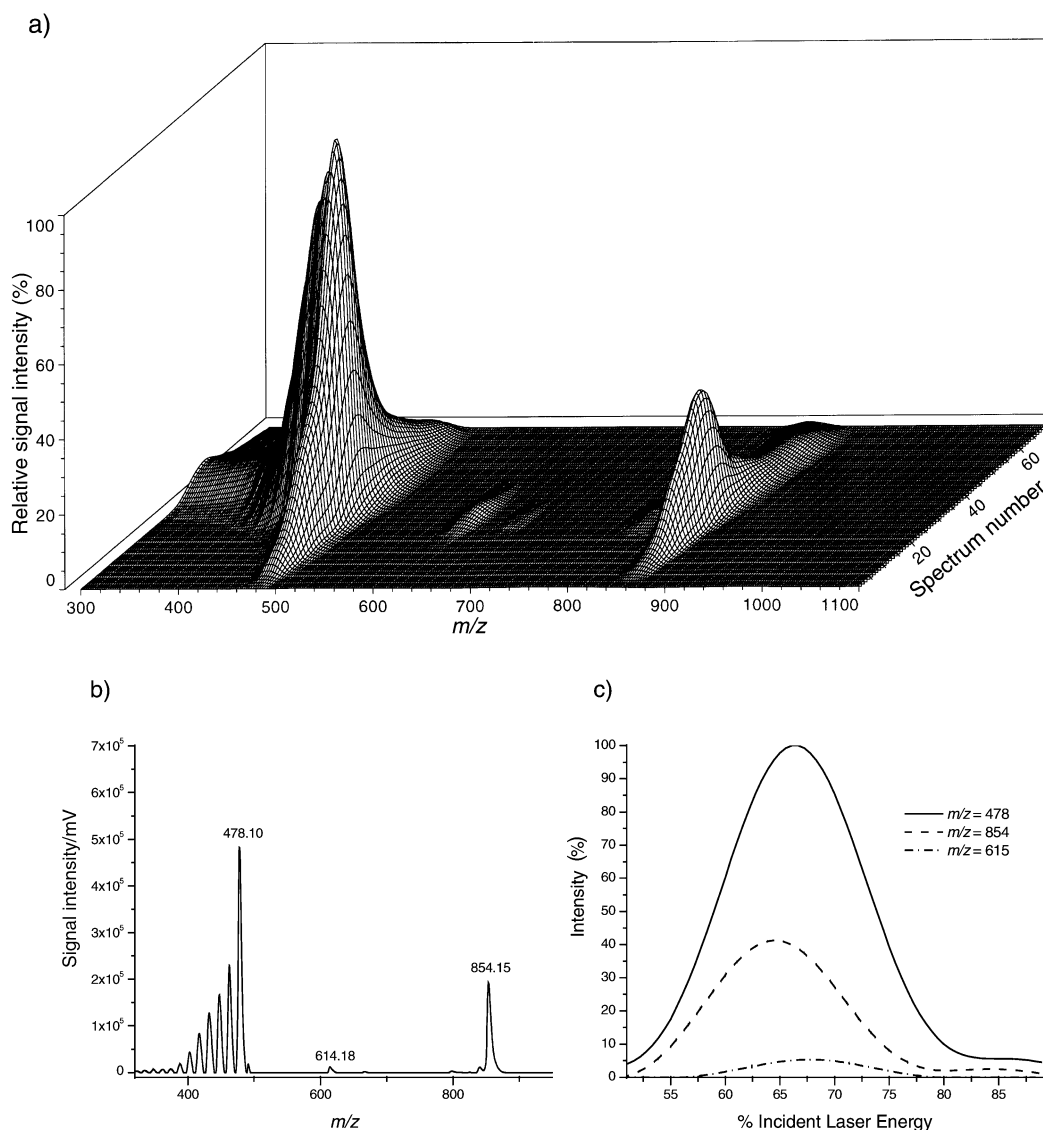 a)
Relative signal intensity (%)
100
80
60
40
20
0
300 400 500 600 700 800 900 1000 1100
m/z
20 40 60
Spectrum number
b)
Signal intensity/mV
7x10⁵
6x10⁵
5x10⁵
4x10⁵
3x10⁵
2x10⁵
1x10⁵
0
478.10
614.18
854.15
400 600 800
m/z
c)
Intensity (%)
100
90
80
70
60
50
40
30
20
10
0
m/z = 478
m/z = 854
m/z = 615
55 60 65 70 75 80 85
% Incident Laser Energy